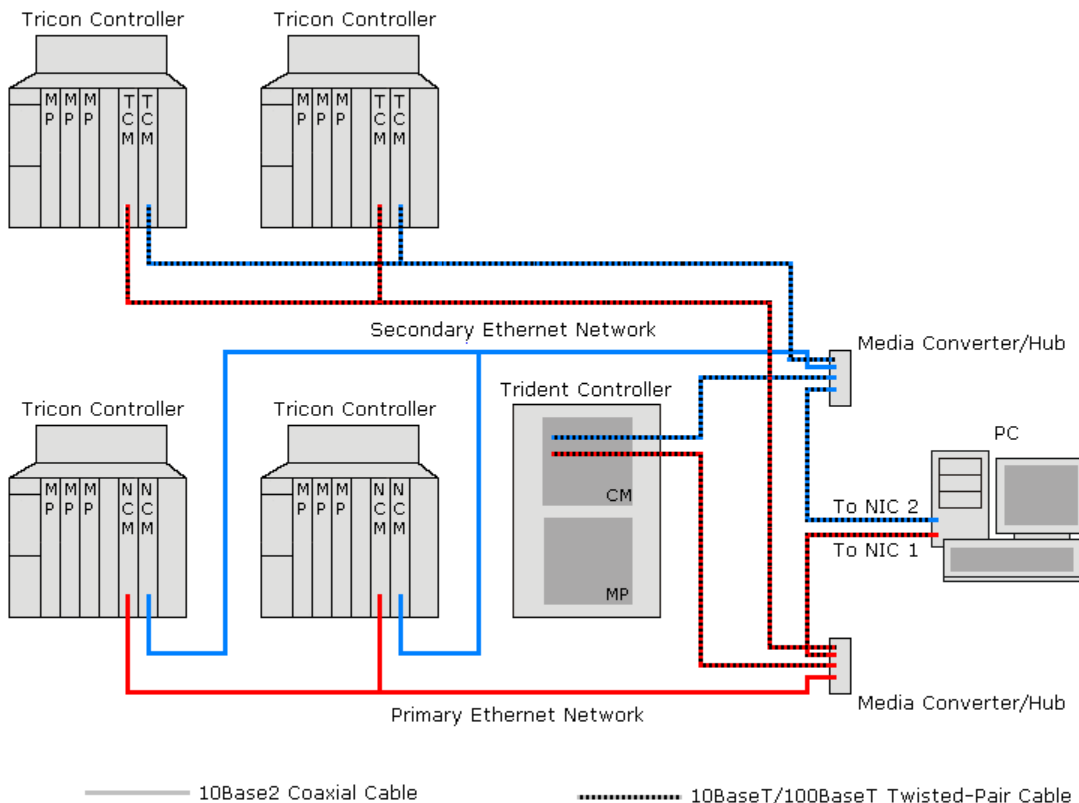 Tricon Controller
Tricon Controller
M P
M P
M P
T C M
T C M
M P
M P
M P
T C M
T C M
Secondary Ethernet Network
Media Converter/Hub
Trident Controller
Tricon Controller
Tricon Controller
PC
M P
M P
M P
N C M
N C M
M P
M P
M P
N C M
N C M
CM
To NIC 2
To NIC 1
MP
Primary Ethernet Network
Media Converter/Hub
10Base2 Coaxial Cable
10BaseT/100BaseT Twisted-Pair Cable